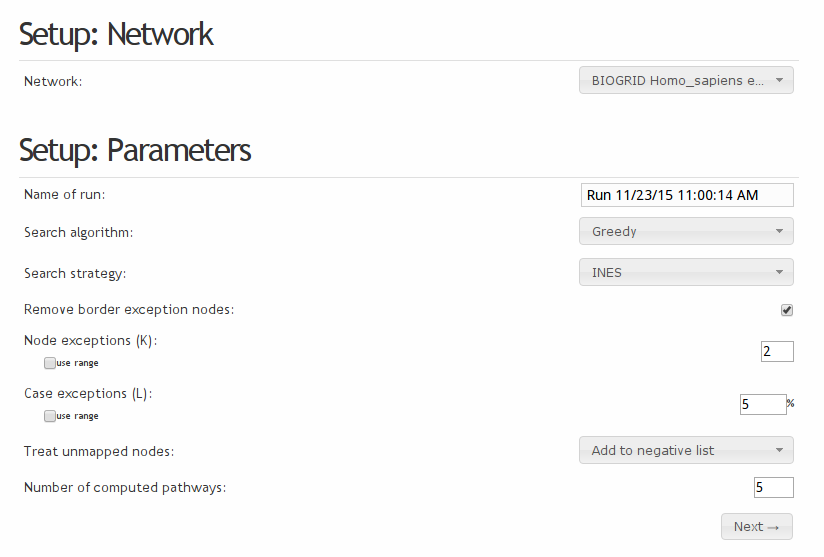 Setup: Network
Network: BIOGRID Homo_sapiens e...
Setup: Parameters
Name of run: Run 11/23/15 11:00:14 AM
Search algorithm: Greedy
Search strategy: INES
Remove border exception nodes:
Node exceptions (K): 2
use range
Case exceptions (L): 5 %
use range
Treat unmapped nodes: Add to negative list
Number of computed pathways: 5
Next →